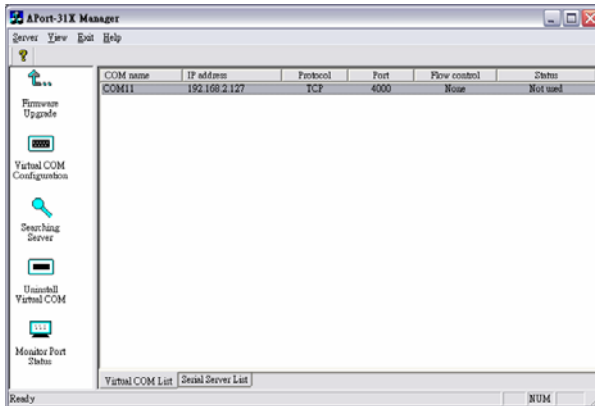 APort-31X Manager
Server View Exit Help
Firmware
Upgrade
Virtual COM
Configuration
Searching
Server
Uninstall
Virtual COM
Monitor Port
Status
COM name IP address Protocol Port Flow control Status
COM11 192.168.2.127 TCP 4000 None Not used
Virtual COM List Serial Server List
Ready NUM